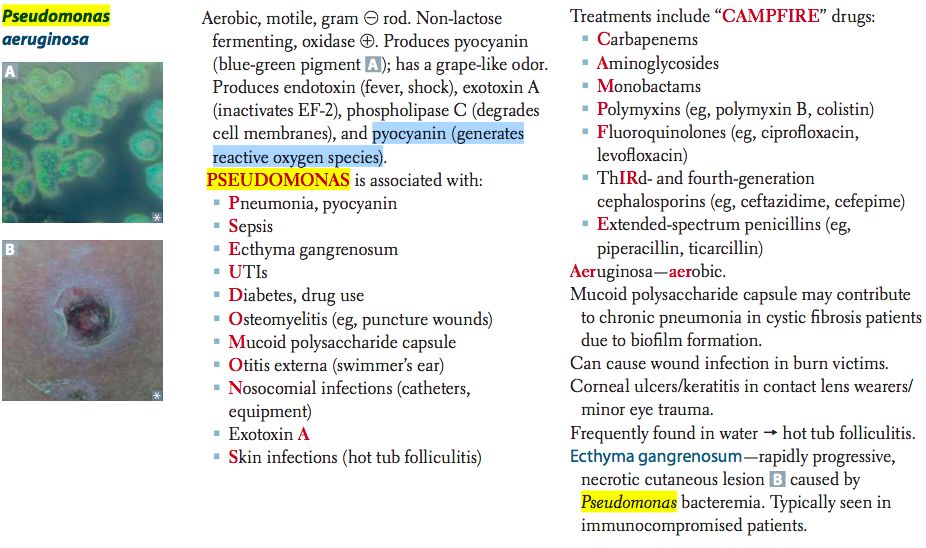 Pseudomonas
aeruginosa
A
*
B
*
Aerobic, motile, gram ⊖ rod. Non-lactose
fermenting, oxidase ⊕. Produces pyocyanin
(blue-green pigment A); has a grape-like odor.
Produces endotoxin (fever, shock), exotoxin A
(inactivates EF-2), phospholipase C (degrades
cell membranes), and pyocyanin (generates
reactive oxygen species).
PSEUDOMONAS is associated with:
▪ Pneumonia, pyocyanin
▪ Sepsis
▪ Ecthyma gangrenosum
▪ UTIs
▪ Diabetes, drug use
▪ Osteomyelitis (eg, puncture wounds)
▪ Mucoid polysaccharide capsule
▪ Otitis externa (swimmer's ear)
▪ Nosocomial infections (catheters,
equipment)
▪ Exotoxin A
▪ Skin infections (hot tub folliculitis)
Treatments include “CAMPFIRE” drugs:
▪ Carbapenems
▪ Aminoglycosides
▪ Monobactams
▪ Polymyxins (eg, polymyxin B, colistin)
▪ Fluoroquinolones (eg, ciprofloxacin,
levofloxacin)
▪ ThIRd- and fourth-generation
cephalosporins (eg, ceftazidime, cefepime)
▪ Extended-spectrum penicillins (eg,
piperacillin, ticarcillin)
Aeruginosa—aerobic.
Mucoid polysaccharide capsule may contribute
to chronic pneumonia in cystic fibrosis patients
due to biofilm formation.
Can cause wound infection in burn victims.
Corneal ulcers/keratitis in contact lens wearers/
minor eye trauma.
Frequently found in water → hot tub folliculitis.
Ecthyma gangrenosum—rapidly progressive,
necrotic cutaneous lesion B caused by
Pseudomonas bacteremia. Typically seen in
immunocompromised patients.